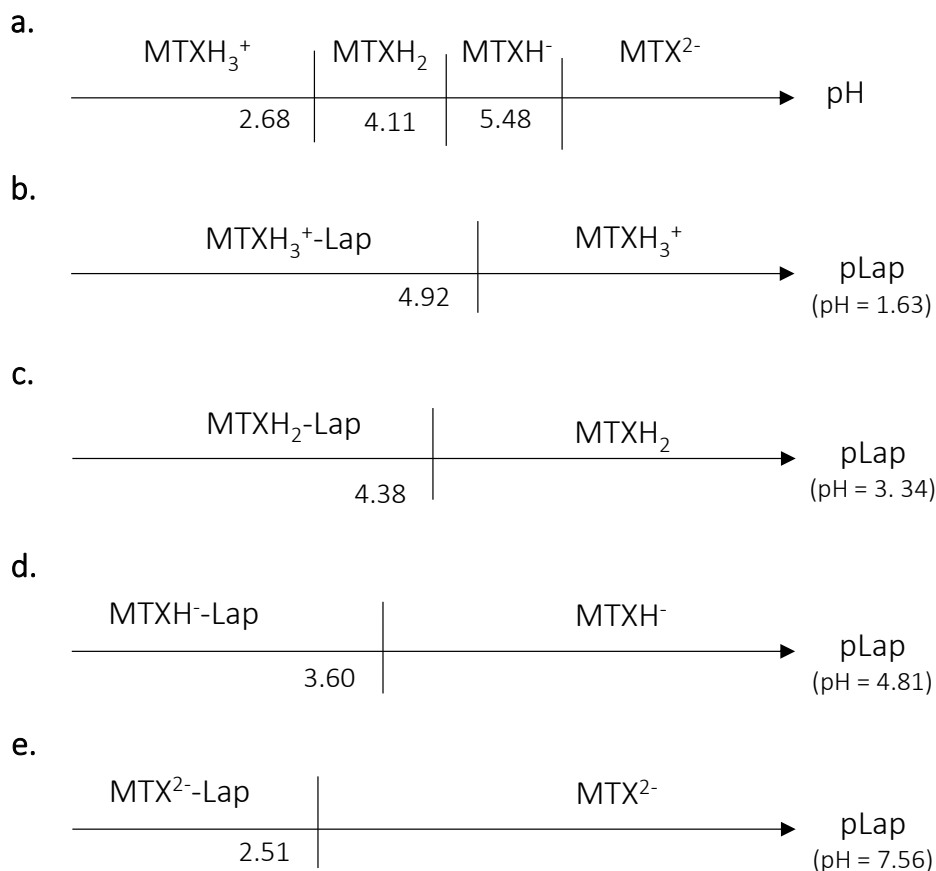 a.
MTXH₃⁺ MTXH₂ MTXH⁻ MTX²⁻
pH
2.68 4.11 5.48
b.
MTXH₃⁺-Lap MTXH₃⁺
pLap
4.92
(pH = 1.63)
c.
MTXH₂-Lap MTXH₂
pLap
4.38
(pH = 3. 34)
d.
MTXH⁻-Lap MTXH⁻
pLap
3.60
(pH = 4.81)
e.
MTX²⁻-Lap MTX²⁻
pLap
2.51
(pH = 7.56)